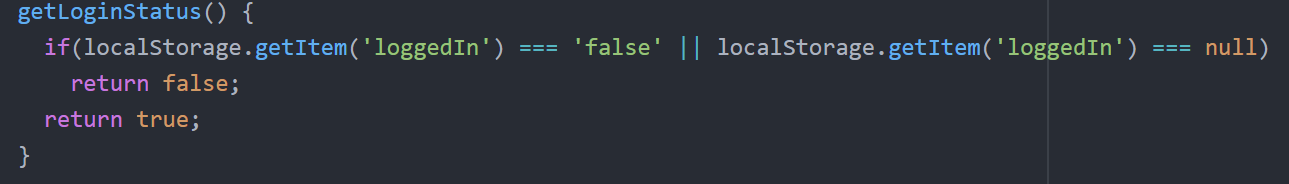 getLoginStatus() {
  if(localStorage.getItem('loggedIn') === 'false' || localStorage.getItem('loggedIn') === null)
    return false;
  return true;
}